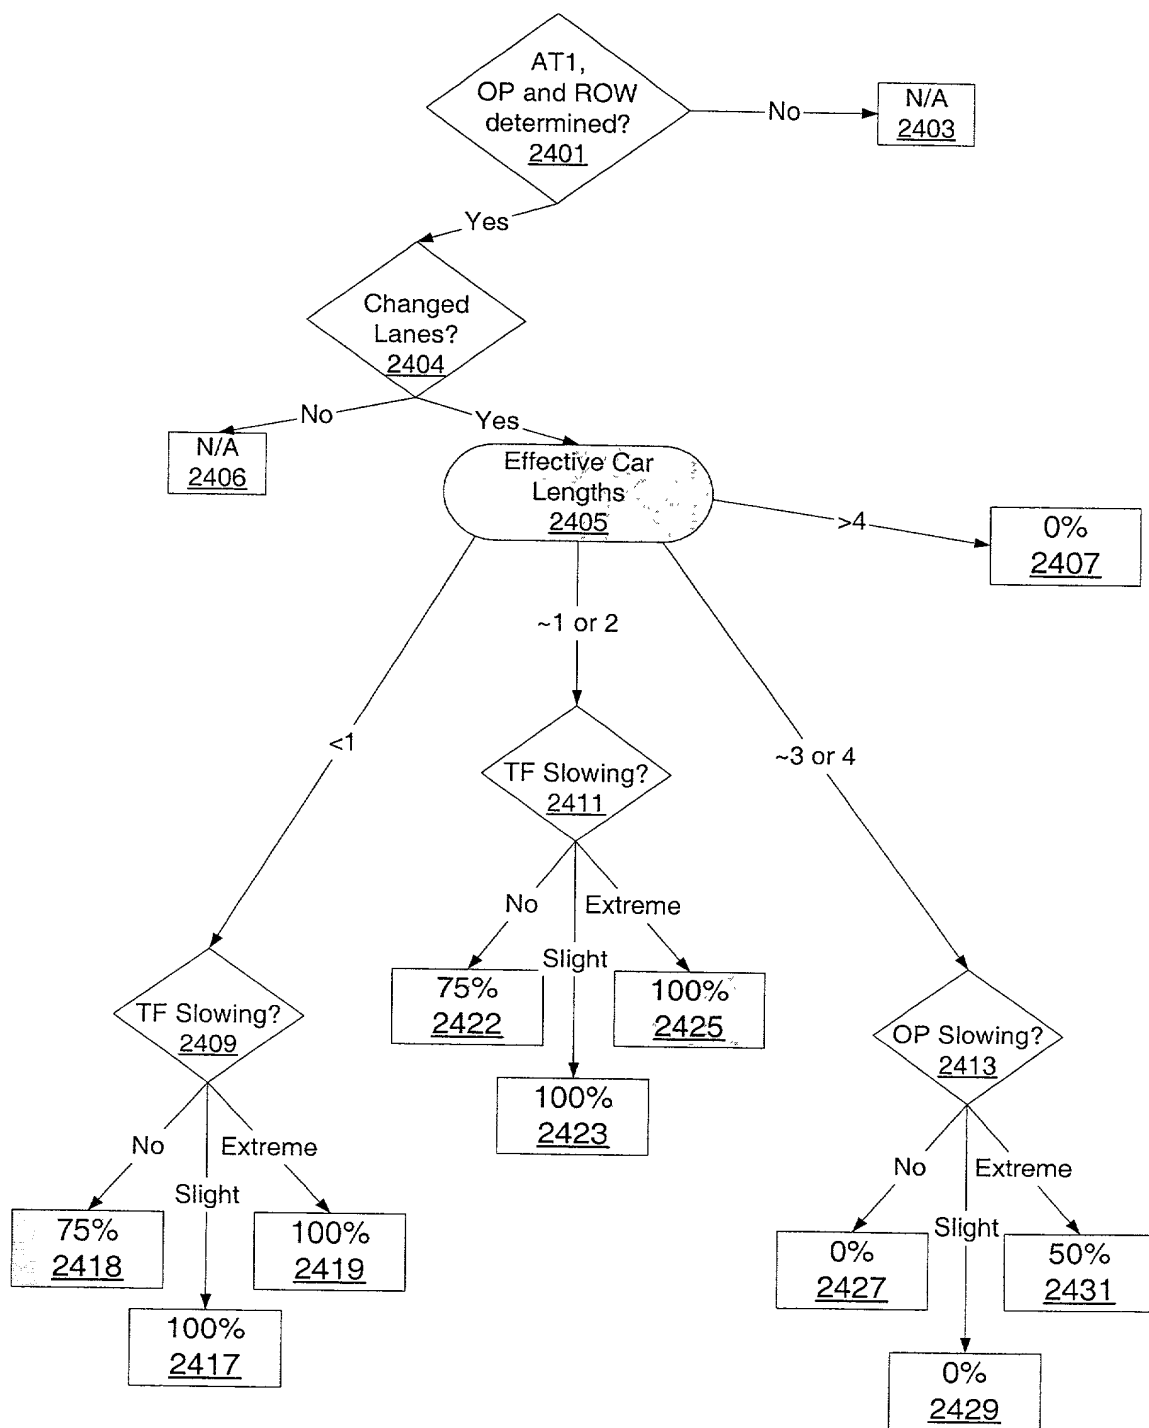 AT1,
OP and ROW
determined?
2401
No
N/A
2403
Yes
Changed
Lanes?
2404
No
Yes
N/A
2406
Effective Car
Lengths
2405
>4
0%
2407
~1 or 2
<1
~3 or 4
TF Slowing?
2411
No
Extreme
Slight
75%
2422
100%
2425
100%
2423
TF Slowing?
2409
No
Extreme
Slight
75%
2418
100%
2419
100%
2417
OP Slowing?
2413
No
Extreme
Slight
0%
2427
50%
2431
0%
2429